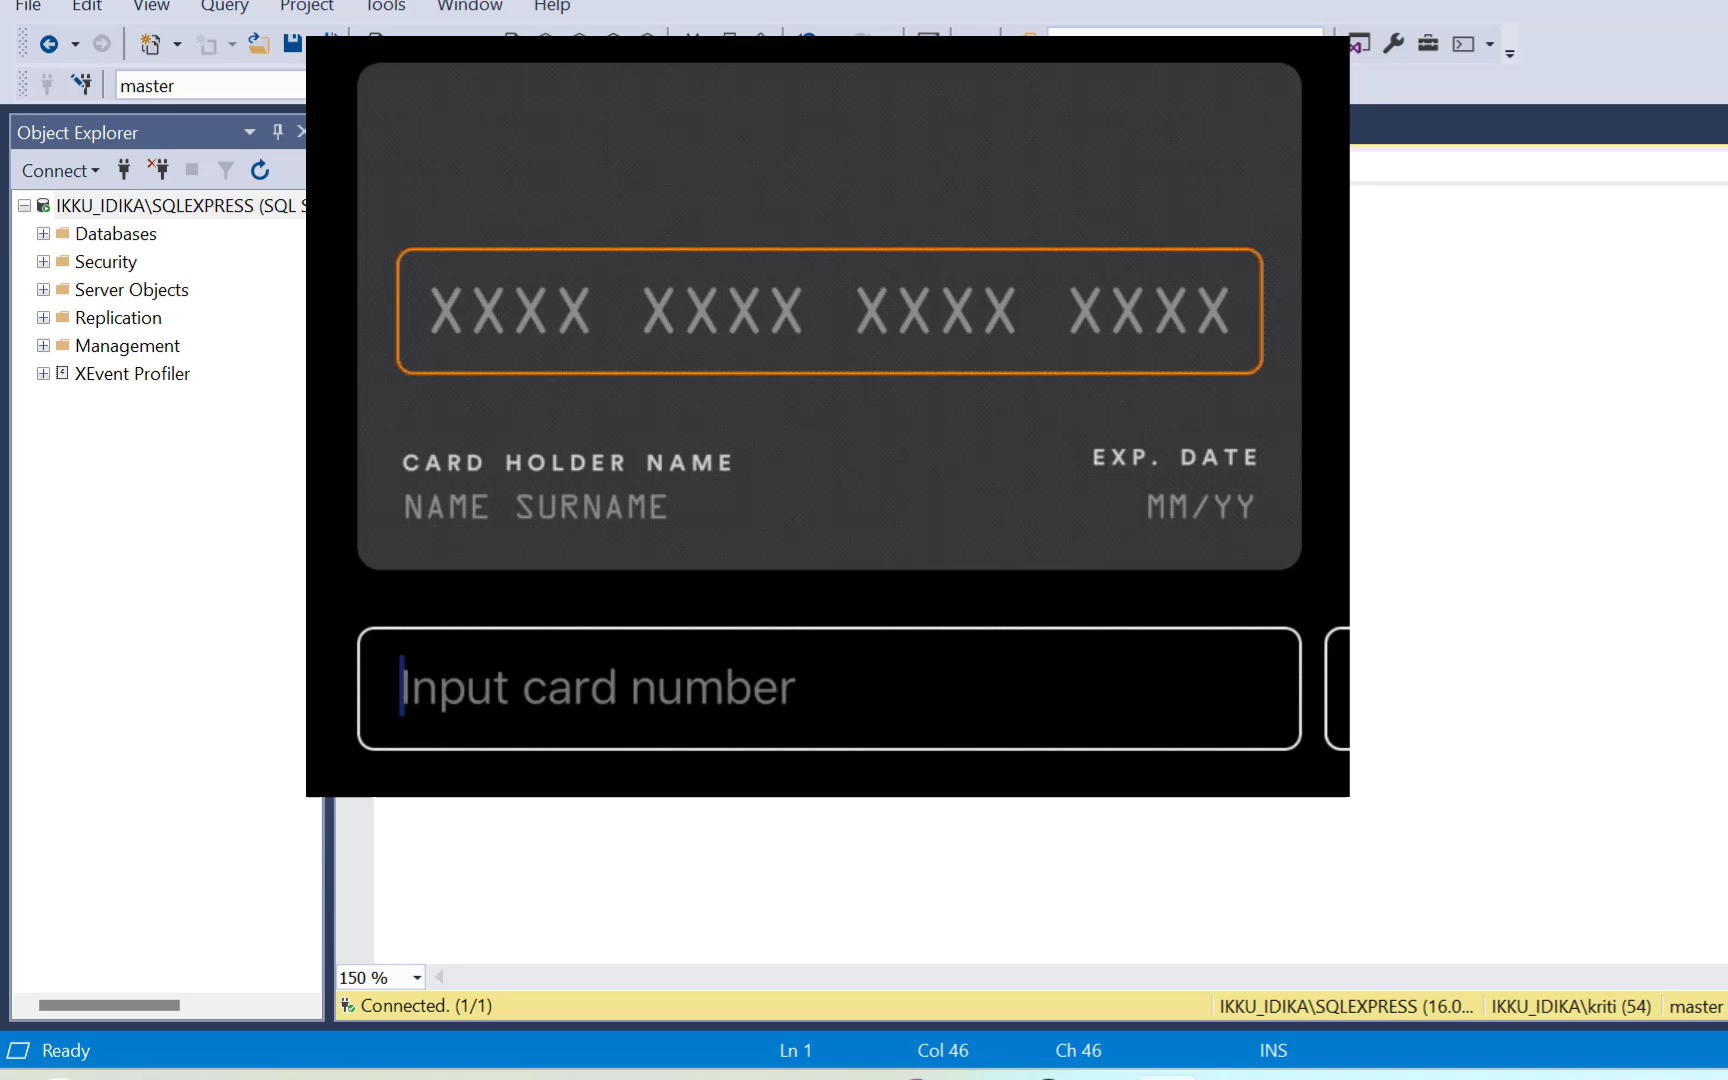 File Edit View Query Project Tools Window Help
master
Object Explorer
Connect
IKKU_IDIKA\SQLEXPRESS (SQL S
Databases
Security
Server Objects
Replication
Management
XEvent Profiler
XXXX XXXX XXXX XXXX
CARD HOLDER NAME EXP. DATE
NAME SURNAME MM/YY
Input card number
150 %
Connected. (1/1) IKKU_IDIKA\SQLEXPRESS (16.0... IKKU_IDIKA\kriti (54) master
Ready Ln 1 Col 46 Ch 46 INS